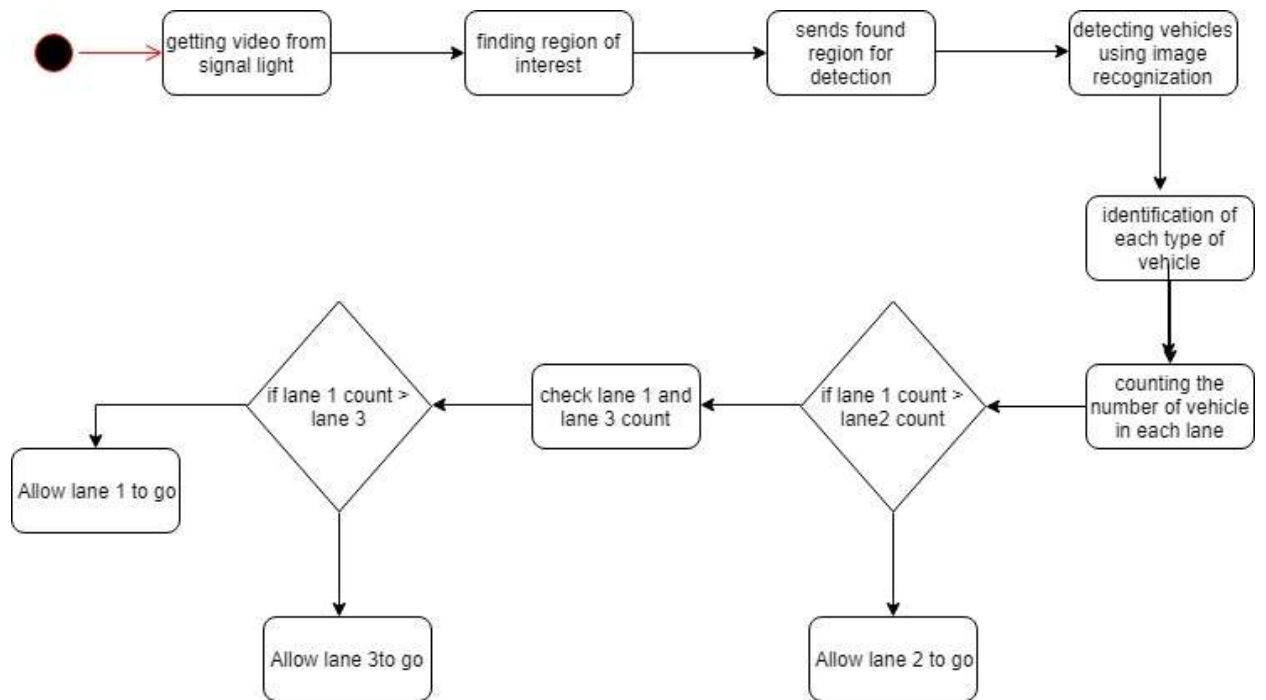 getting video from
signal light
finding region of
interest
sends found
region for
detection
detecting vehicles
using image
recognization
identification of
each type of
vehicle
counting the
number of vehicle
in each lane
if lane 1 count >
lane2 count
check lane 1 and
lane 3 count
if lane 1 count >
lane 3
Allow lane 1 to go
Allow lane 3to go
Allow lane 2 to go